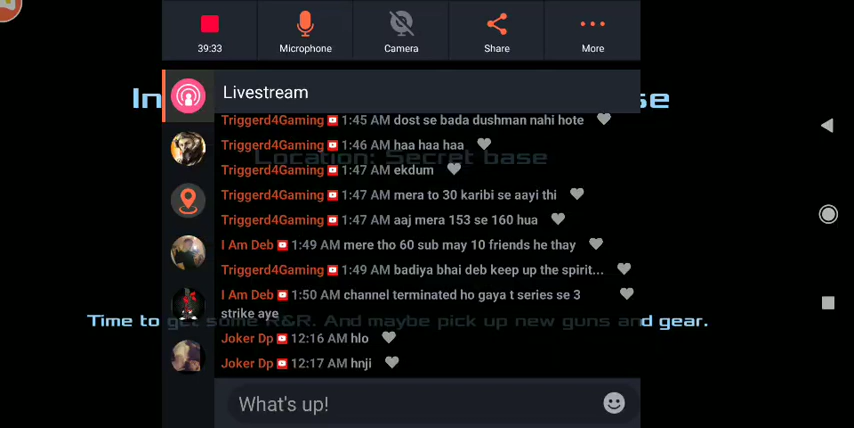 39:33
Microphone
Camera
Share
More
In
se
Livestream
Triggerd4Gaming 1:45 AM dost se bada dushman nahi hote
Triggerd4Gaming 1:46 AM haa haa haa
Location: Secret base
Triggerd4Gaming 1:47 AM ekdum
Triggerd4Gaming 1:47 AM mera to 30 karibi se aayi thi
Triggerd4Gaming 1:47 AM aaj mera 153 se 160 hua
I Am Deb 1:49 AM mere tho 60 sub may 10 friends he thay
Triggerd4Gaming 1:49 AM badiya bhai deb keep up the spirit...
I Am Deb 1:50 AM channel terminated ho gaya t series se 3
strike aye
Time to get some R&R. And maybe pick up new guns and gear.
Joker Dp 12:16 AM hlo
Joker Dp 12:17 AM hnji
What's up!